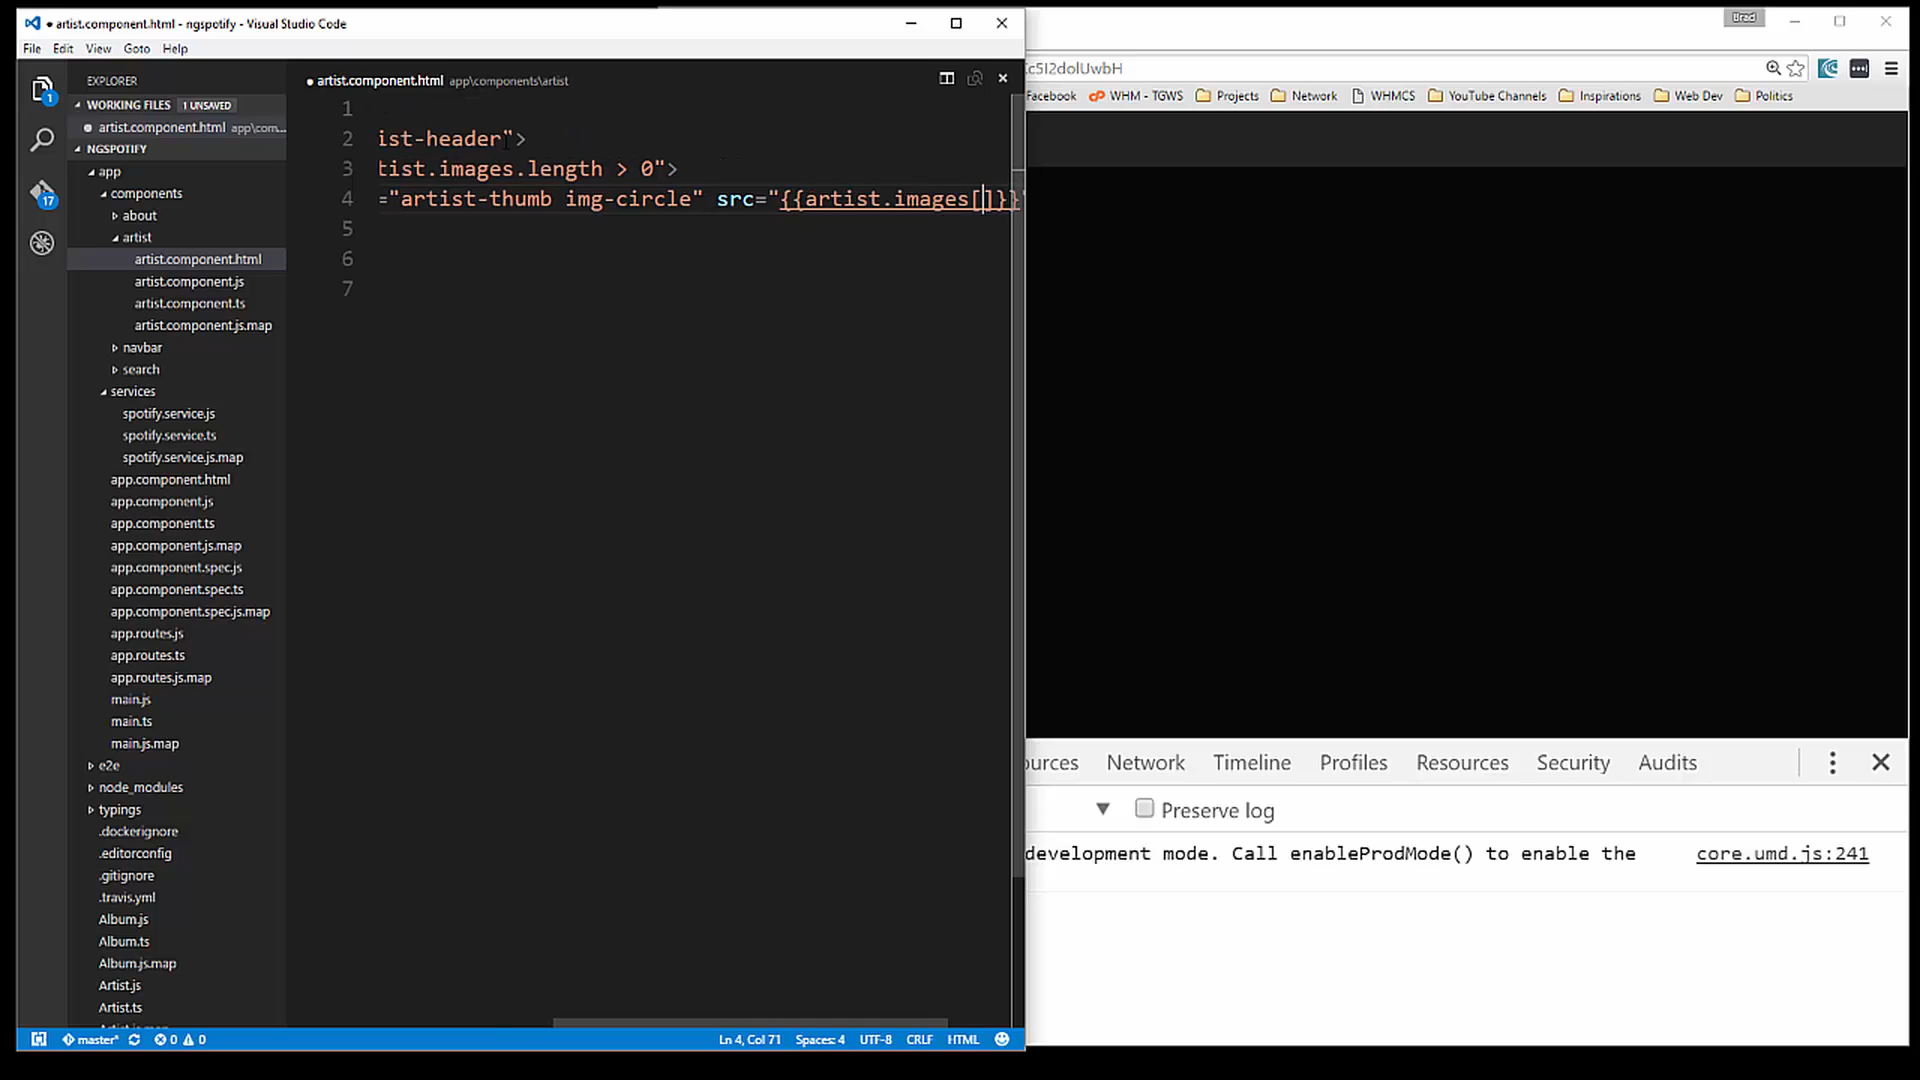 artist.component.html - ngspotify - Visual Studio Code
File Edit View Goto Help
EXPLORER
WORKING FILES 1 UNSAVED
artist.component.html app\com...
NGSPOTIFY
app
components
about
artist
artist.component.html
artist.component.js
artist.component.ts
artist.component.js.map
navbar
search
services
spotify.service.js
spotify.service.ts
spotify.service.js.map
app.component.html
app.component.js
app.component.ts
app.component.js.map
app.component.spec.js
app.component.spec.ts
app.component.spec.js.map
app.routes.js
app.routes.ts
app.routes.js.map
main.js
main.ts
main.js.map
e2e
node_modules
typings
.dockerignore
.editorconfig
.gitignore
.travis.yml
Album.js
Album.ts
Album.js.map
Artist.js
Artist.ts
1
17
artist.component.html app\components\artist
1
2 ist-header">
3 tist.images.length > 0">
4 ="artist-thumb img-circle" src="{{artist.images[]}}"
5
6
7
master* 0 0 Ln 4, Col 71 Spaces: 4 UTF-8 CRLF HTML
Brad
c5I2dolUwbH
Facebook WHM - TGWS Projects Network WHMCS YouTube Channels Inspirations Web Dev Politics
ources Network Timeline Profiles Resources Security Audits
Preserve log
development mode. Call enableProdMode() to enable the core.umd.js:241